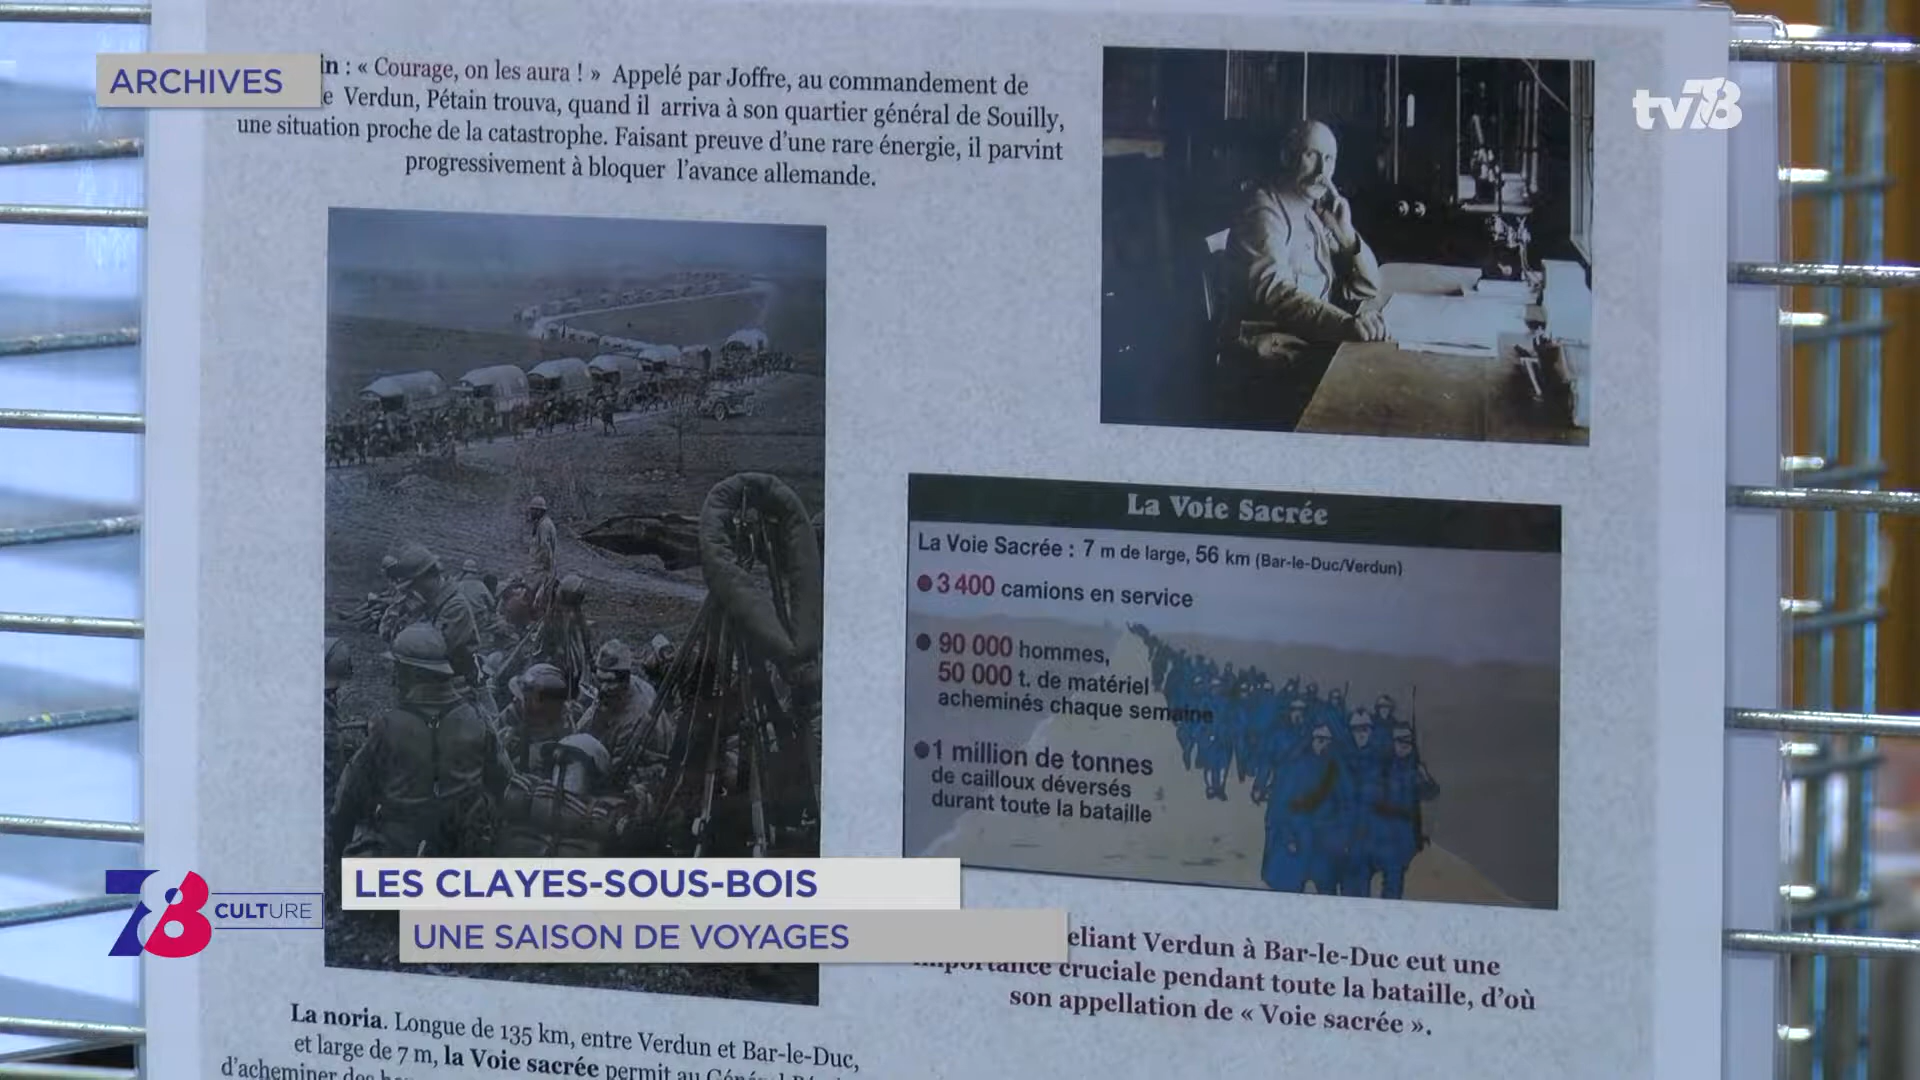 ARCHIVES
in : « Courage, on les aura ! » Appelé par Joffre, au commandement de
e Verdun, Pétain trouva, quand il arriva à son quartier général de Souilly,
une situation proche de la catastrophe. Faisant preuve d'une rare énergie, il parvint
progressivement à bloquer l'avance allemande.
tv78
La Voie Sacrée
La Voie Sacrée : 7 m de large, 56 km (Bar-le-Duc/Verdun)
3 400 camions en service
90 000 hommes,
50 000 t. de matériel
acheminés chaque semaine
1 million de tonnes
de cailloux déversés
durant toute la bataille
78 CULTURE
LES CLAYES-SOUS-BOIS
UNE SAISON DE VOYAGES
eliant Verdun à Bar-le-Duc eut une
importance cruciale pendant toute la bataille, d'où
son appellation de « Voie sacrée ».
La noria. Longue de 135 km, entre Verdun et Bar-le-Duc,
et large de 7 m, la Voie sacrée permit au Général
d'acheminer des